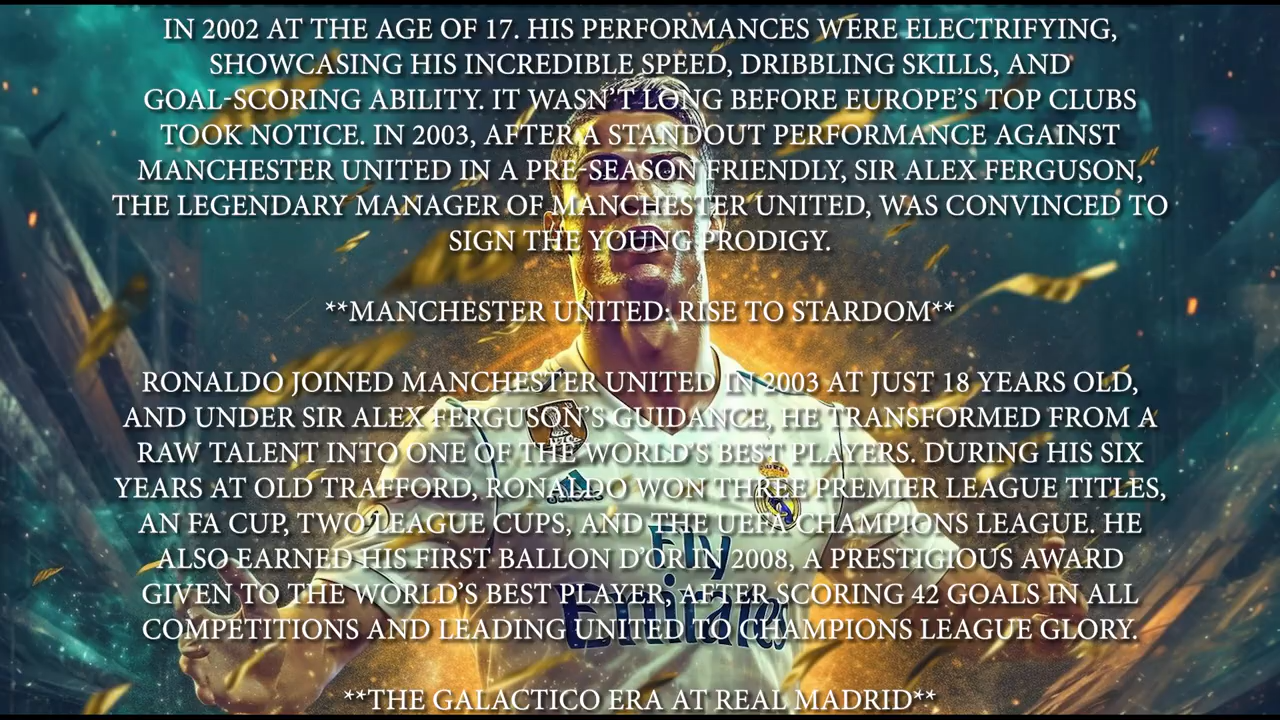 IN 2002 AT THE AGE OF 17. HIS PERFORMANCES WERE ELECTRIFYING,
SHOWCASING HIS INCREDIBLE SPEED, DRIBBLING SKILLS, AND
GOAL-SCORING ABILITY. IT WASN'T LONG BEFORE EUROPE'S TOP CLUBS
TOOK NOTICE. IN 2003, AFTER A STANDOUT PERFORMANCE AGAINST
MANCHESTER UNITED IN A PRE-SEASON FRIENDLY, SIR ALEX FERGUSON,
THE LEGENDARY MANAGER OF MANCHESTER UNITED, WAS CONVINCED TO
SIGN THE YOUNG PRODIGY.
**MANCHESTER UNITED: RISE TO STARDOM**
RONALDO JOINED MANCHESTER UNITED IN 2003 AT JUST 18 YEARS OLD,
AND UNDER SIR ALEX FERGUSON'S GUIDANCE, HE TRANSFORMED FROM A
RAW TALENT INTO ONE OF THE WORLD'S BEST PLAYERS. DURING HIS SIX
YEARS AT OLD TRAFFORD, RONALDO WON THREE PREMIER LEAGUE TITLES,
AN FA CUP, TWO LEAGUE CUPS, AND THE UEFA CHAMPIONS LEAGUE. HE
ALSO EARNED HIS FIRST BALLON D'OR IN 2008, A PRESTIGIOUS AWARD
GIVEN TO THE WORLD'S BEST PLAYER, AFTER SCORING 42 GOALS IN ALL
COMPETITIONS AND LEADING UNITED TO CHAMPIONS LEAGUE GLORY.
**THE GALACTICO ERA AT REAL MADRID**
Fly
Emirates